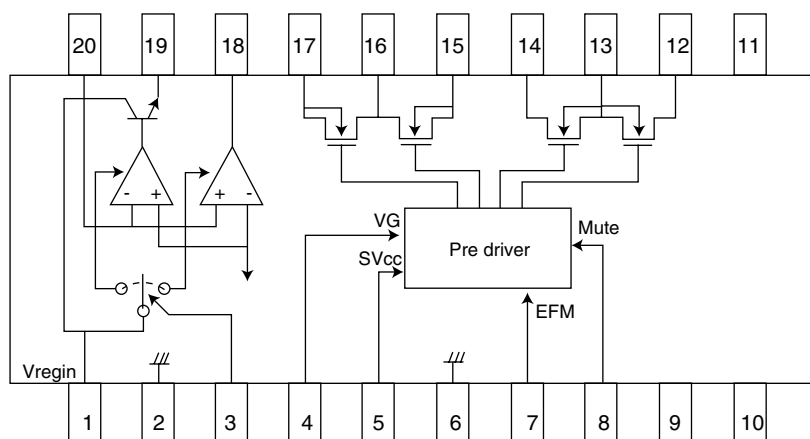 20 19 18 17 16 15 14 13 12 11
- + + -
VG
Mute
Pre driver
SVcc
EFM
Vregin
1 2 3 4 5 6 7 8 9 10